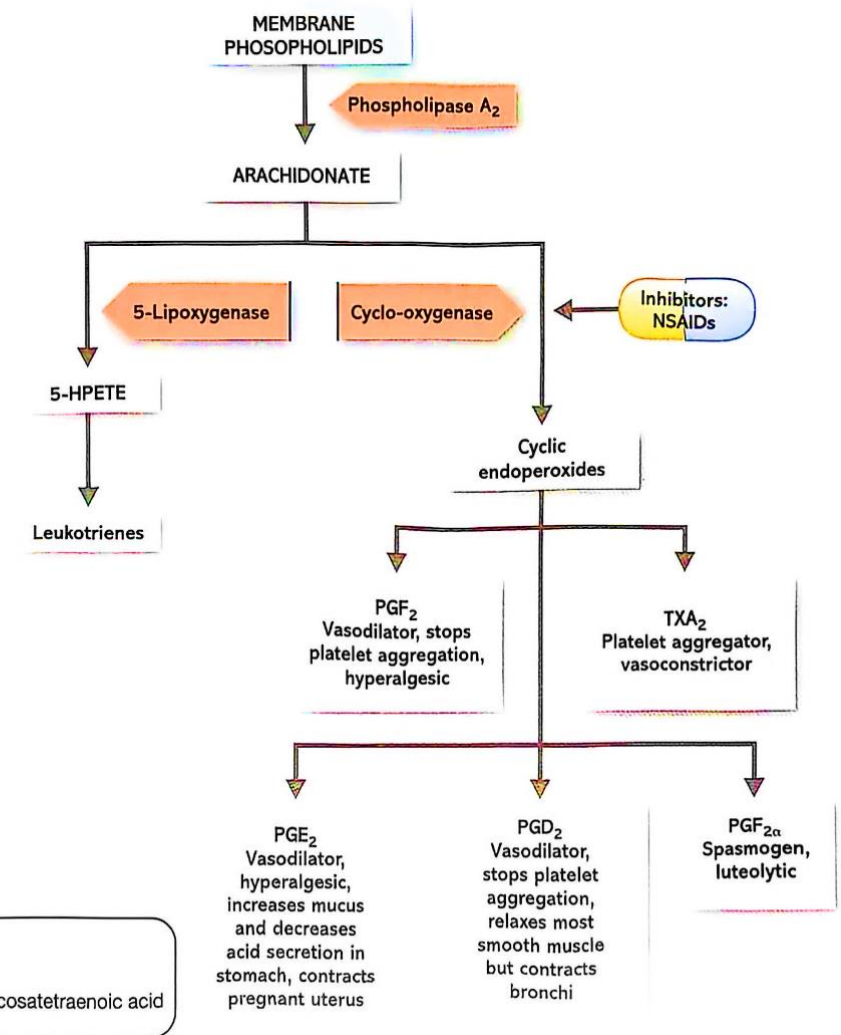 MEMBRANE
PHOSOPHOLIPIDS
Phospholipase A₂
ARACHIDONATE
5-Lipoxygenase
Cyclo-oxygenase
Inhibitors:
NSAIDs
5-HPETE
Cyclic
endoperoxides
Leukotrienes
PGF₂
Vasodilator, stops
platelet aggregation,
hyperalgesic
TXA₂
Platelet aggregator,
vasoconstrictor
PGE₂
Vasodilator,
hyperalgesic,
increases mucus
and decreases
acid secretion in
stomach, contracts
pregnant uterus
PGD₂
Vasodilator,
stops platelet
aggregation,
relaxes most
smooth muscle
but contracts
bronchi
PGF₂α
Spasmogen,
luteolytic
cosatetraenoic acid